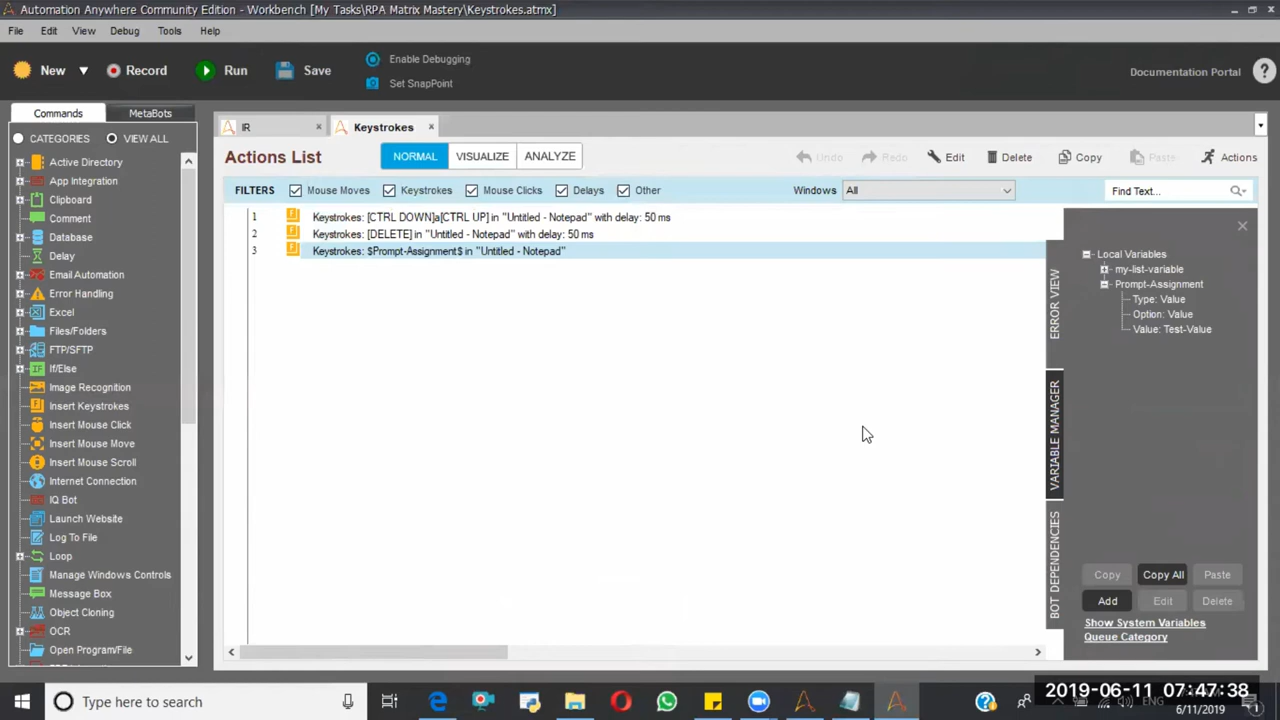 Automation Anywhere Community Edition - Workbench [My Tasks\RPA Matrix Mastery\Keystrokes.atmx]
File Edit View Debug Tools Help
New Record Run Save
Enable Debugging
Set SnapPoint
Documentation Portal ?
Commands MetaBots
CATEGORIES VIEW ALL
Active Directory
App Integration
Clipboard
Comment
Database
Delay
Email Automation
Error Handling
Excel
Files/Folders
FTP/SFTP
If/Else
Image Recognition
Insert Keystrokes
Insert Mouse Click
Insert Mouse Move
Insert Mouse Scroll
Internet Connection
IQ Bot
Launch Website
Log To File
Loop
Manage Windows Controls
Message Box
Object Cloning
OCR
Open Program/File
IR Keystrokes
Actions List NORMAL VISUALIZE ANALYZE Undo Redo Edit Delete Copy Paste Actions
FILTERS Mouse Moves Keystrokes Mouse Clicks Delays Other Windows All Find Text...
1 Keystrokes: [CTRL DOWN]a[CTRL UP] in "Untitled - Notepad" with delay: 50 ms
2 Keystrokes: [DELETE] in "Untitled - Notepad" with delay: 50 ms
3 Keystrokes: $Prompt-Assignment$ in "Untitled - Notepad"
ERROR VIEW
VARIABLE MANAGER
BOT DEPENDENCIES
Local Variables
my-list-variable
Prompt-Assignment
Type: Value
Option: Value
Value: Test-Value
Copy Copy All Paste
Add Edit Delete
Show System Variables
Queue Category
Type here to search
2019-06-11 07:47:38
ENG 6/11/2019